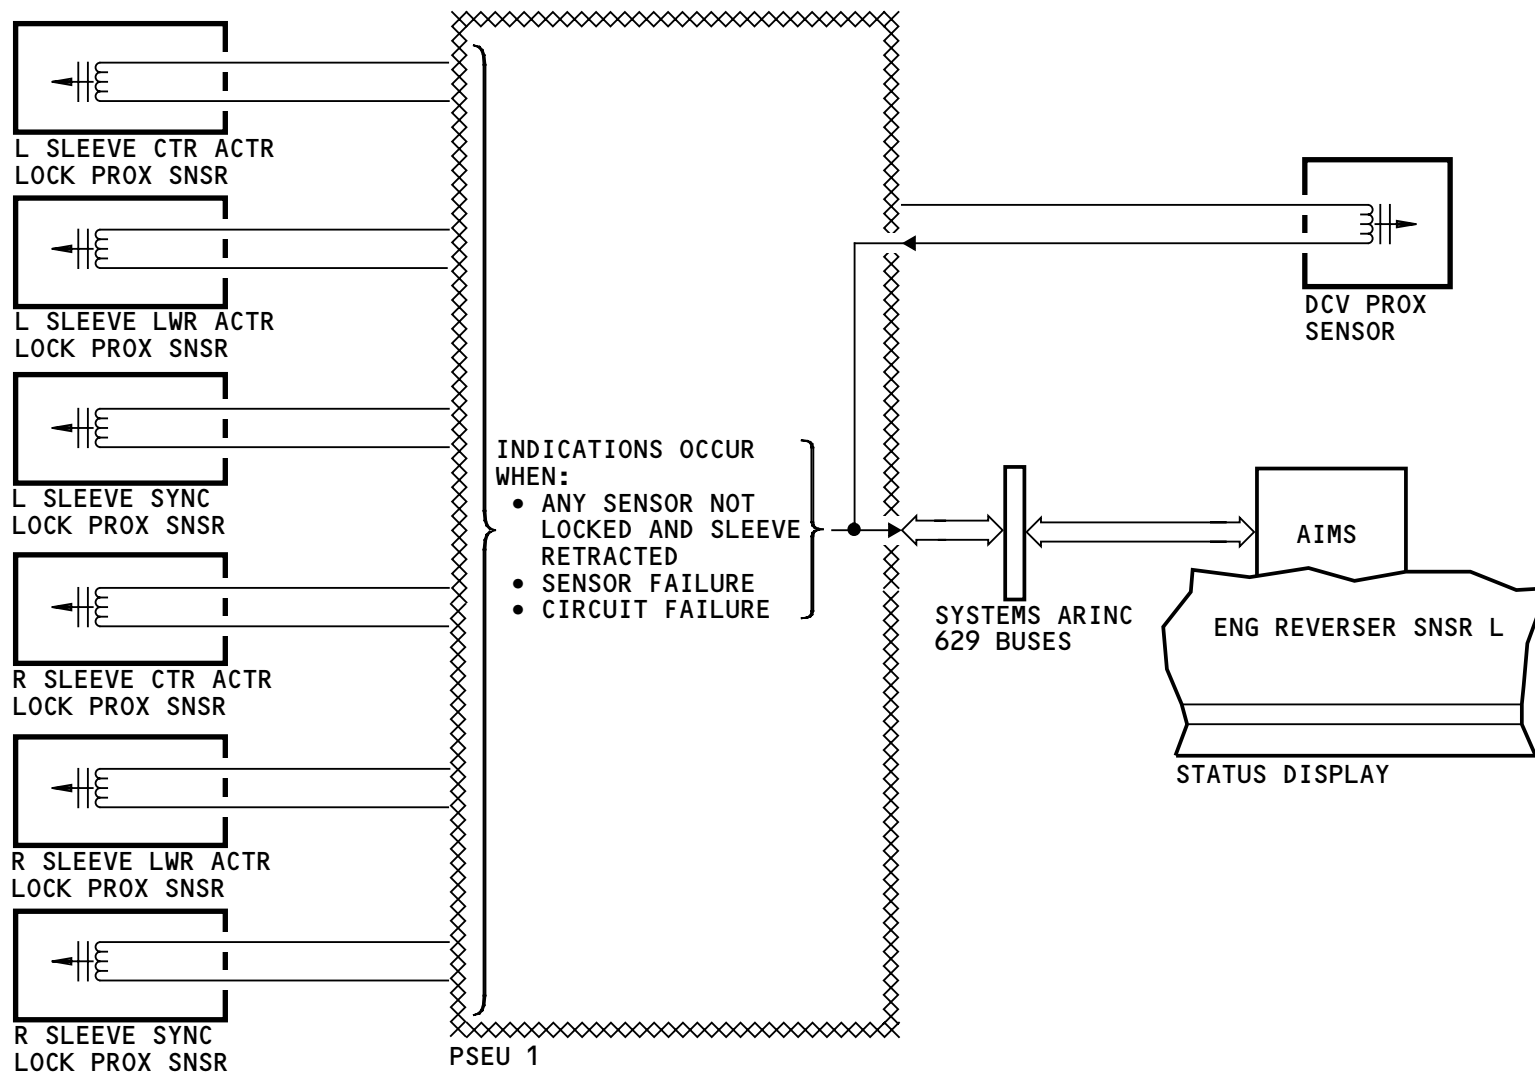 L SLEEVE CTR ACTR
LOCK PROX SNSR
L SLEEVE LWR ACTR
LOCK PROX SNSR
L SLEEVE SYNC
LOCK PROX SNSR
R SLEEVE CTR ACTR
LOCK PROX SNSR
R SLEEVE LWR ACTR
LOCK PROX SNSR
R SLEEVE SYNC
LOCK PROX SNSR
INDICATIONS OCCUR
WHEN:
• ANY SENSOR NOT
LOCKED AND SLEEVE
RETRACTED
• SENSOR FAILURE
• CIRCUIT FAILURE
PSEU 1
DCV PROX
SENSOR
SYSTEMS ARINC
629 BUSES
AIMS
ENG REVERSER SNSR L
STATUS DISPLAY